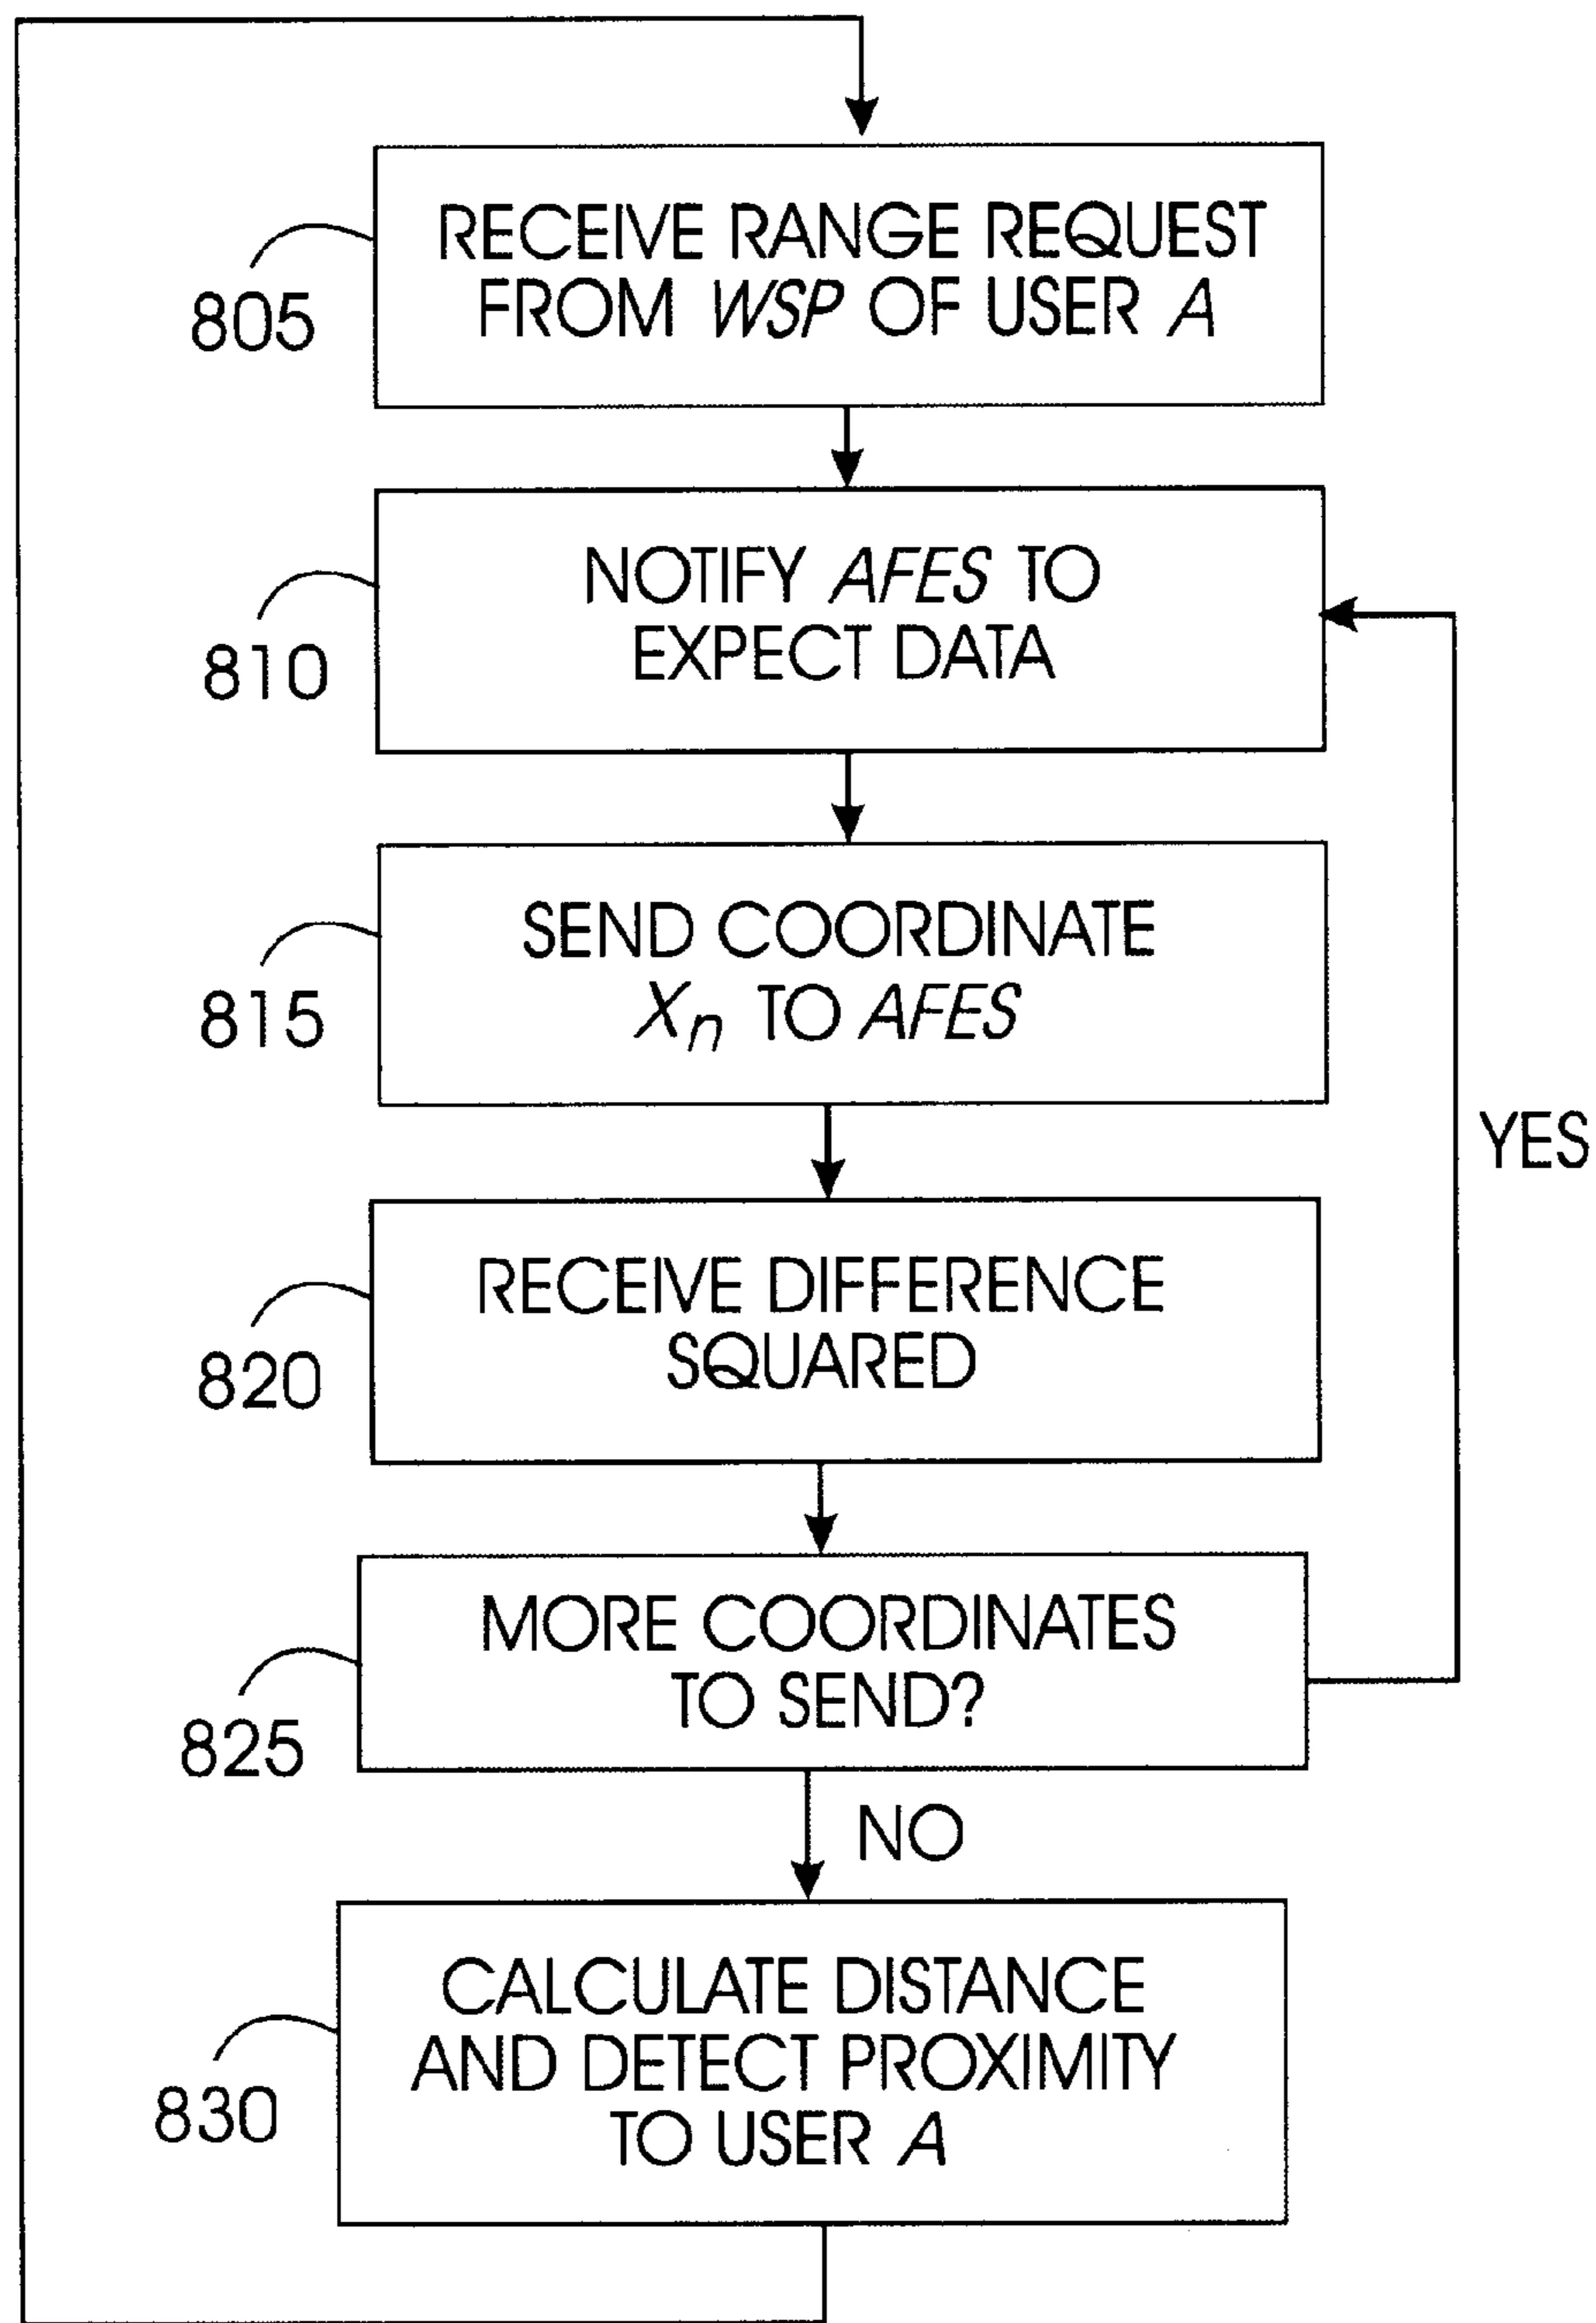 RECEIVE RANGE REQUEST
FROM WSP OF USER A
805
NOTIFY AFES TO
EXPECT DATA
810
SEND COORDINATE
Xn TO AFES
815
YES
RECEIVE DIFFERENCE
SQUARED
820
MORE COORDINATES
TO SEND?
825
NO
CALCULATE DISTANCE
AND DETECT PROXIMITY
TO USER A
830